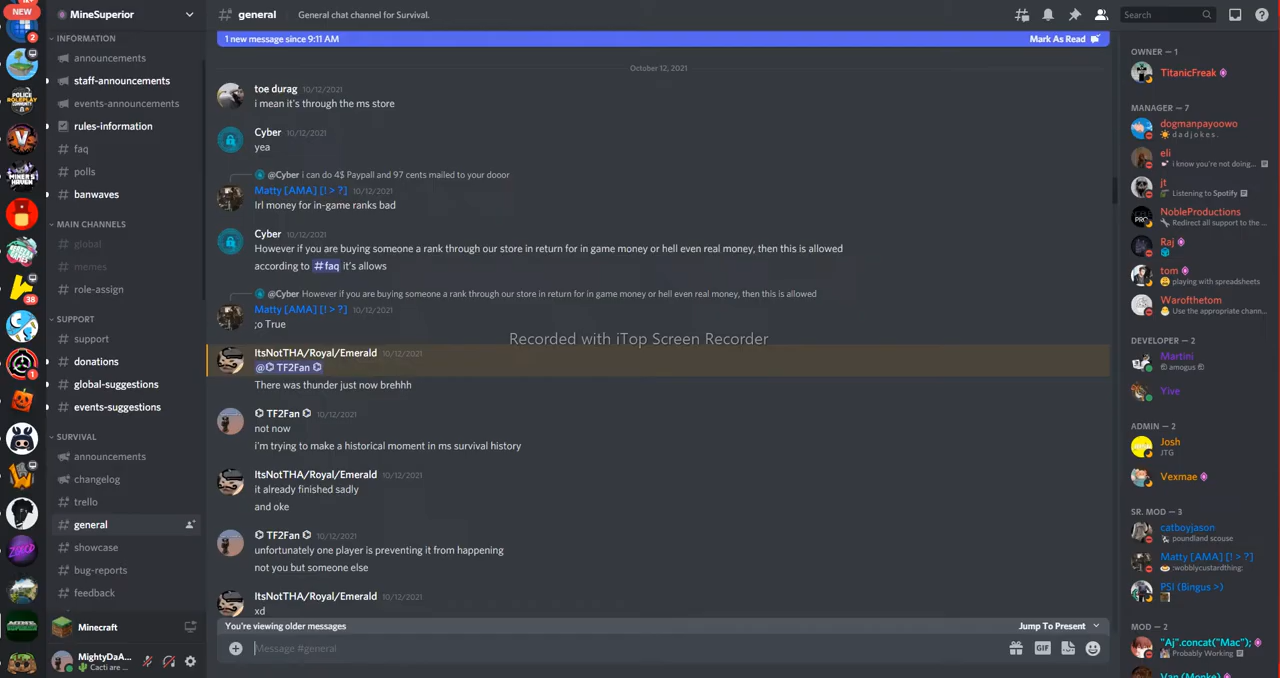 NEW
MineSuperior
general
General chat channel for Survival.
Search
1 new message since 9:11 AM
Mark As Read
INFORMATION
announcements
staff-announcements
events-announcements
rules-information
faq
polls
banwaves
MAIN CHANNELS
global
memes
role-assign
SUPPORT
support
donations
global-suggestions
events-suggestions
SURVIVAL
announcements
changelog
trello
general
showcase
bug-reports
feedback
Minecraft
MightyDaA...
Cacti are ...
2
POLICE
ROLEPLAY
COMMUNITY
MINER'S
HAVEN
38
1
October 12, 2021
toe durag 10/12/2021
i mean it's through the ms store
Cyber 10/12/2021
yea
@Cyber i can do 4$ Paypall and 97 cents mailed to your dooor
Matty [AMA] [! > ?] 10/12/2021
Irl money for in-game ranks bad
Cyber 10/12/2021
However if you are buying someone a rank through our store in return for in game money or hell even real money, then this is allowed
according to #faq it's allows
@Cyber However if you are buying someone a rank through our store in return for in game money or hell even real money, then this is allowed
Matty [AMA] [! > ?] 10/12/2021
;o True
Recorded with iTop Screen Recorder
ItsNotTHA/Royal/Emerald 10/12/2021
@⌬ TF2Fan ⌬
There was thunder just now brehhh
⌬ TF2Fan ⌬ 10/12/2021
not now
i'm trying to make a historical moment in ms survival history
ItsNotTHA/Royal/Emerald 10/12/2021
it already finished sadly
and oke
⌬ TF2Fan ⌬ 10/12/2021
unfortunately one player is preventing it from happening
not you but someone else
ItsNotTHA/Royal/Emerald 10/12/2021
xd
You're viewing older messages
Jump To Present
Message #general
GIF
OWNER — 1
TitanicFreak
MANAGER — 7
dogmanpayoowo
d a d j o k e s .
eli
i know you're not doing...
jt
Listening to Spotify
NobleProductions
Redirect all support to the...
Raj
tom
playing with spreadsheets
Warofthetom
Use the appropriate chann...
DEVELOPER — 2
Martini
amogus
Yive
ADMIN — 2
Josh
JTG
Vexmae
SR. MOD — 3
catboyjason
poundland scouse
Matty [AMA] [! > ?]
:wobblycustardthing:
PSI (Bingus >)
MOD — 2
"Aj".concat("Mac");
Probably Working
Van (Monke)